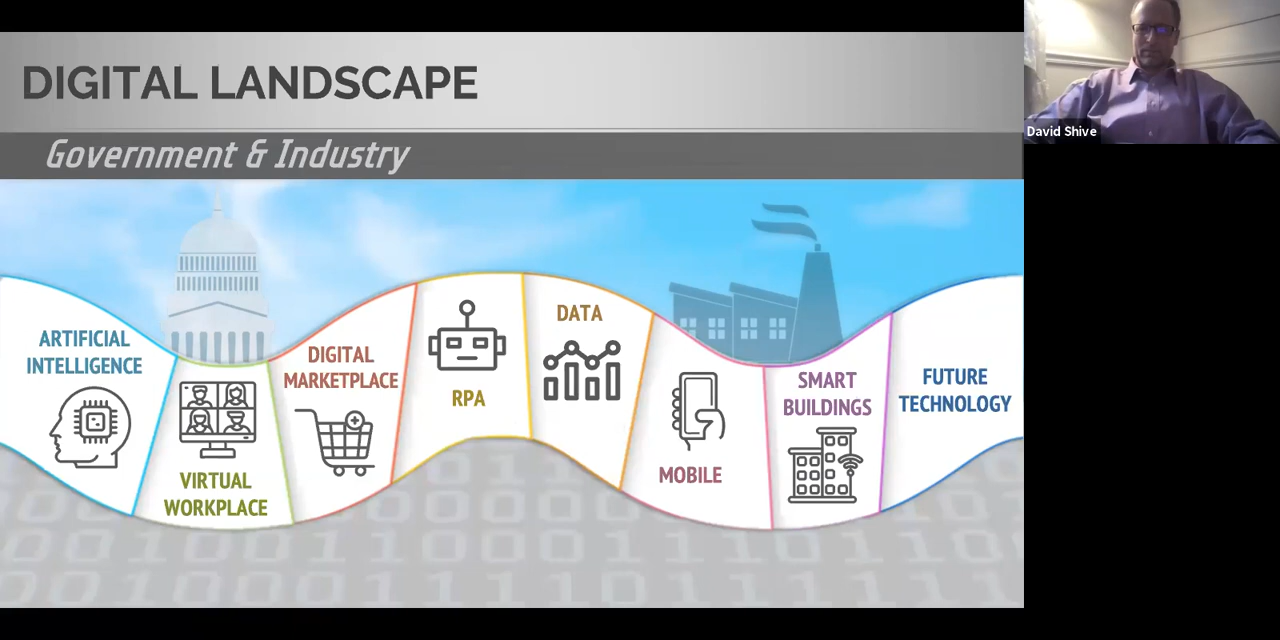 DIGITAL LANDSCAPE
Government & Industry
David Shive
ARTIFICIAL
INTELLIGENCE
VIRTUAL
WORKPLACE
DIGITAL
MARKETPLACE
RPA
DATA
MOBILE
SMART
BUILDINGS
FUTURE
TECHNOLOGY